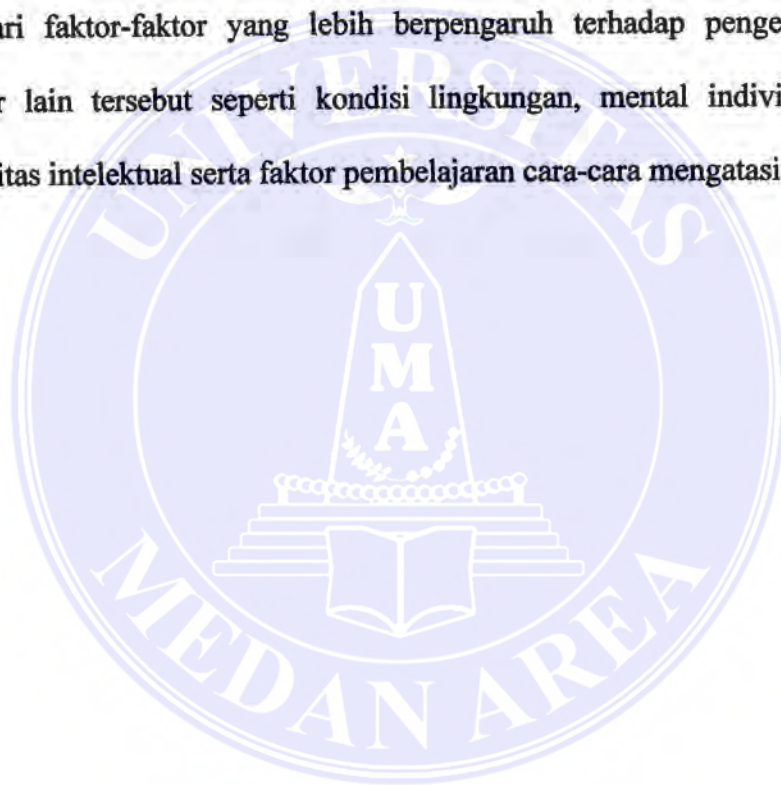 ari faktor-faktor yang lebih berpengaruh terhadap penge
r lain tersebut seperti kondisi lingkungan, mental indivi
itas intelektual serta faktor pembelajaran cara-cara mengatasi
UNIVERSITAS
U
M
A
MEDAN AREA